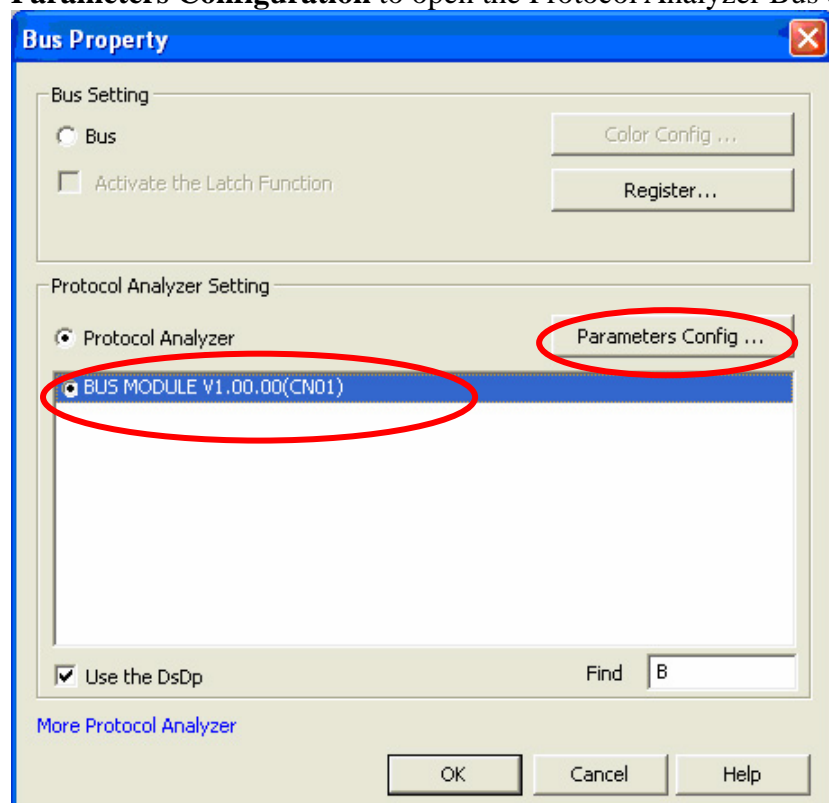 Parameters Configuration to open the Protocol Analyzer Bus
Bus Property
Bus Setting
Bus
Color Config ...
Activate the Latch Function
Register...
Protocol Analyzer Setting
Protocol Analyzer
Parameters Config ...
BUS MODULE V1.00.00(CN01)
Use the DsDp
Find B
More Protocol Analyzer
OK Cancel Help